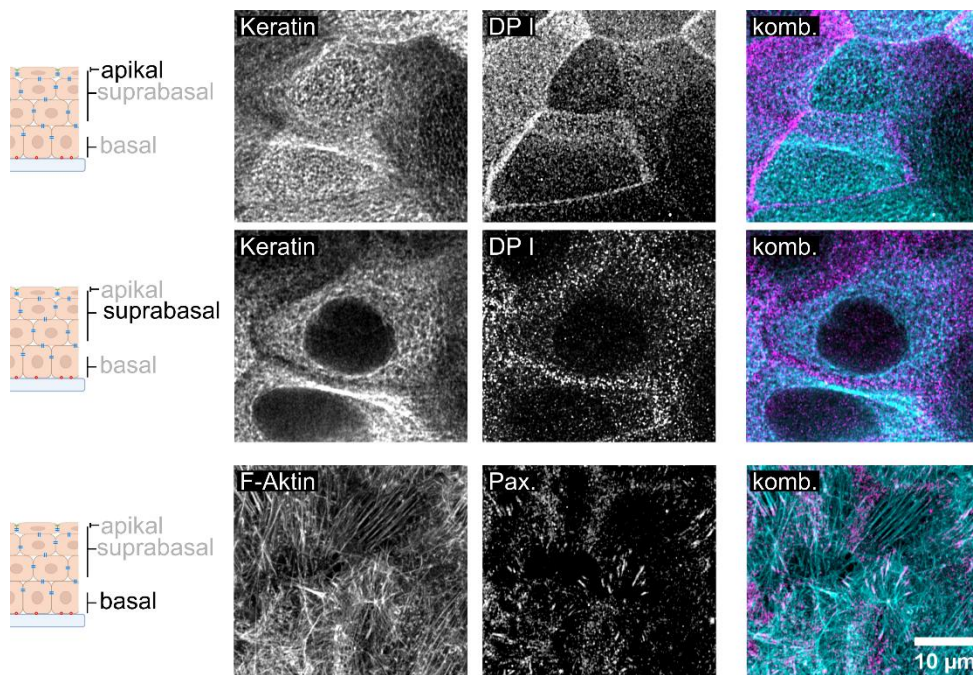 Keratin DP I komb.
apikal
suprabasal
basal
Keratin DP I komb.
apikal
suprabasal
basal
F-Aktin Pax. komb.
apikal
suprabasal
basal
10 µm